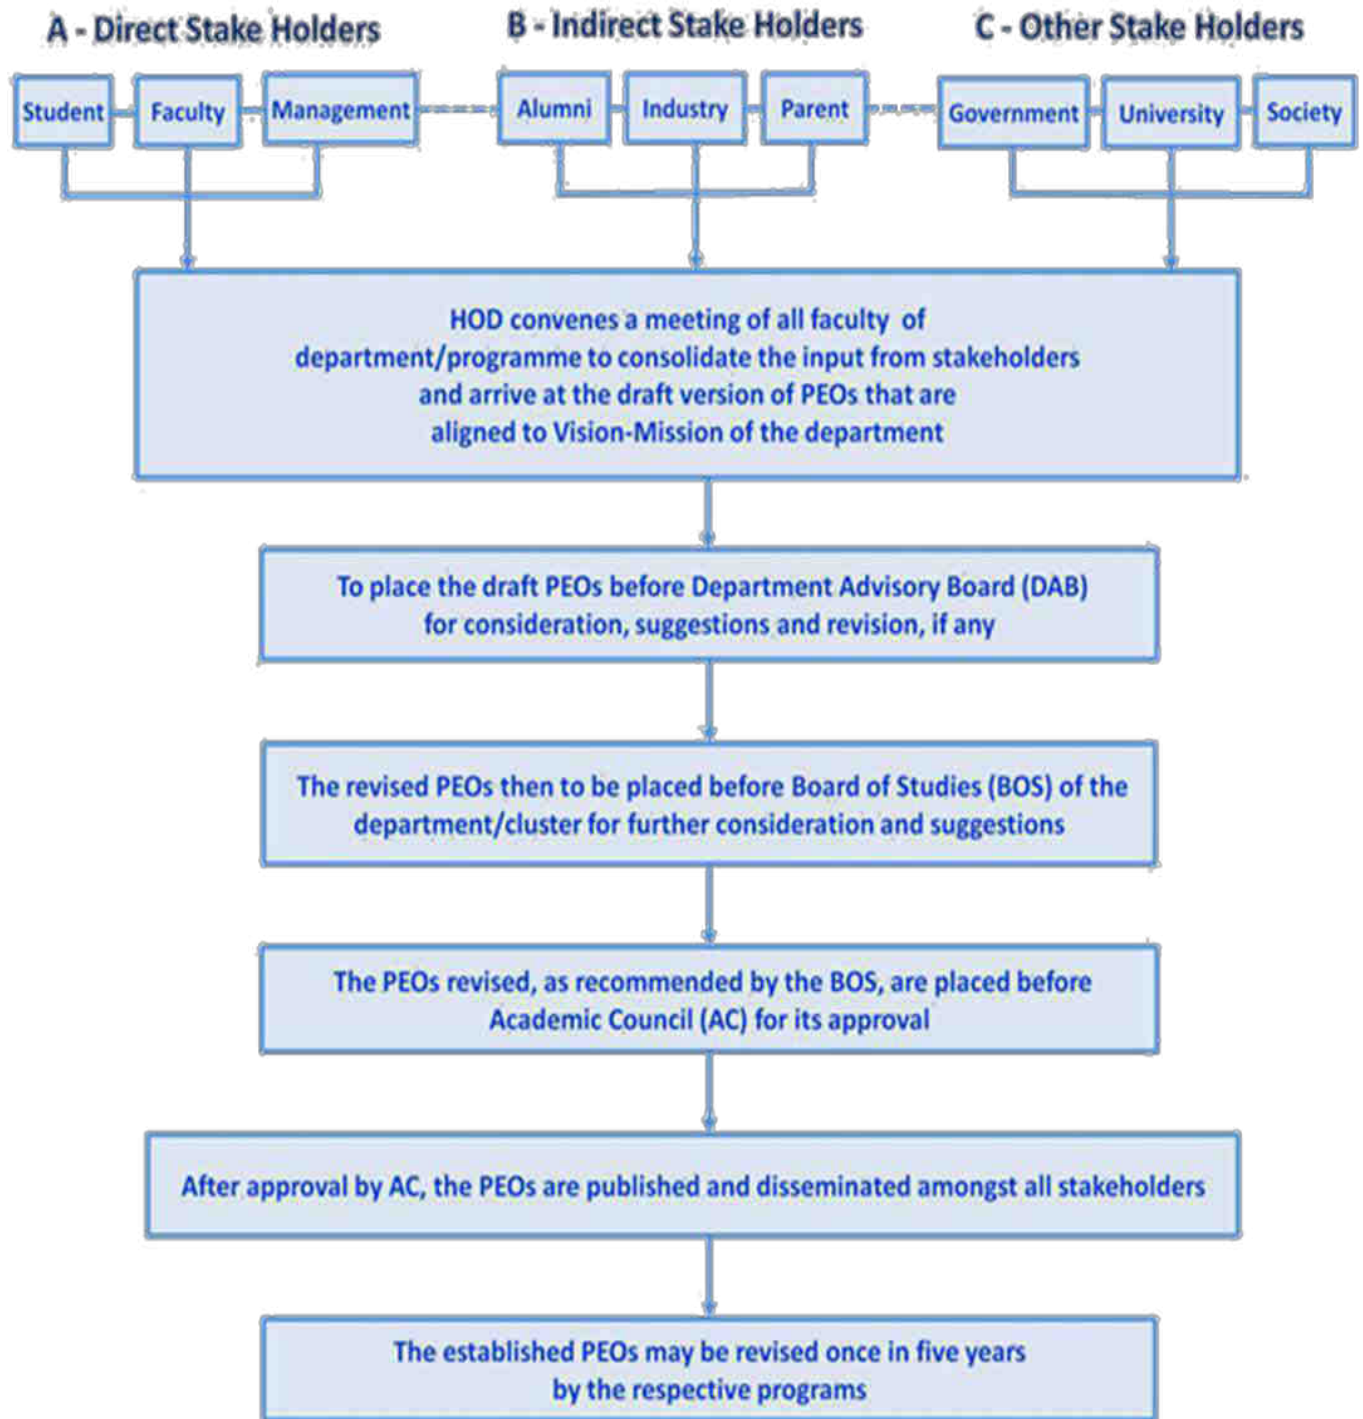 A - Direct Stake Holders
B - Indirect Stake Holders
C - Other Stake Holders
Student
Faculty
Management
Alumni
Industry
Parent
Government
University
Society
HOD convenes a meeting of all faculty of
department/programme to consolidate the input from stakeholders
and arrive at the draft version of PEOs that are
aligned to Vision-Mission of the department
To place the draft PEOs before Department Advisory Board (DAB)
for consideration, suggestions and revision, if any
The revised PEOs then to be placed before Board of Studies (BOS) of the
department/cluster for further consideration and suggestions
The PEOs revised, as recommended by the BOS, are placed before
Academic Council (AC) for its approval
After approval by AC, the PEOs are published and disseminated amongst all stakeholders
The established PEOs may be revised once in five years
by the respective programs